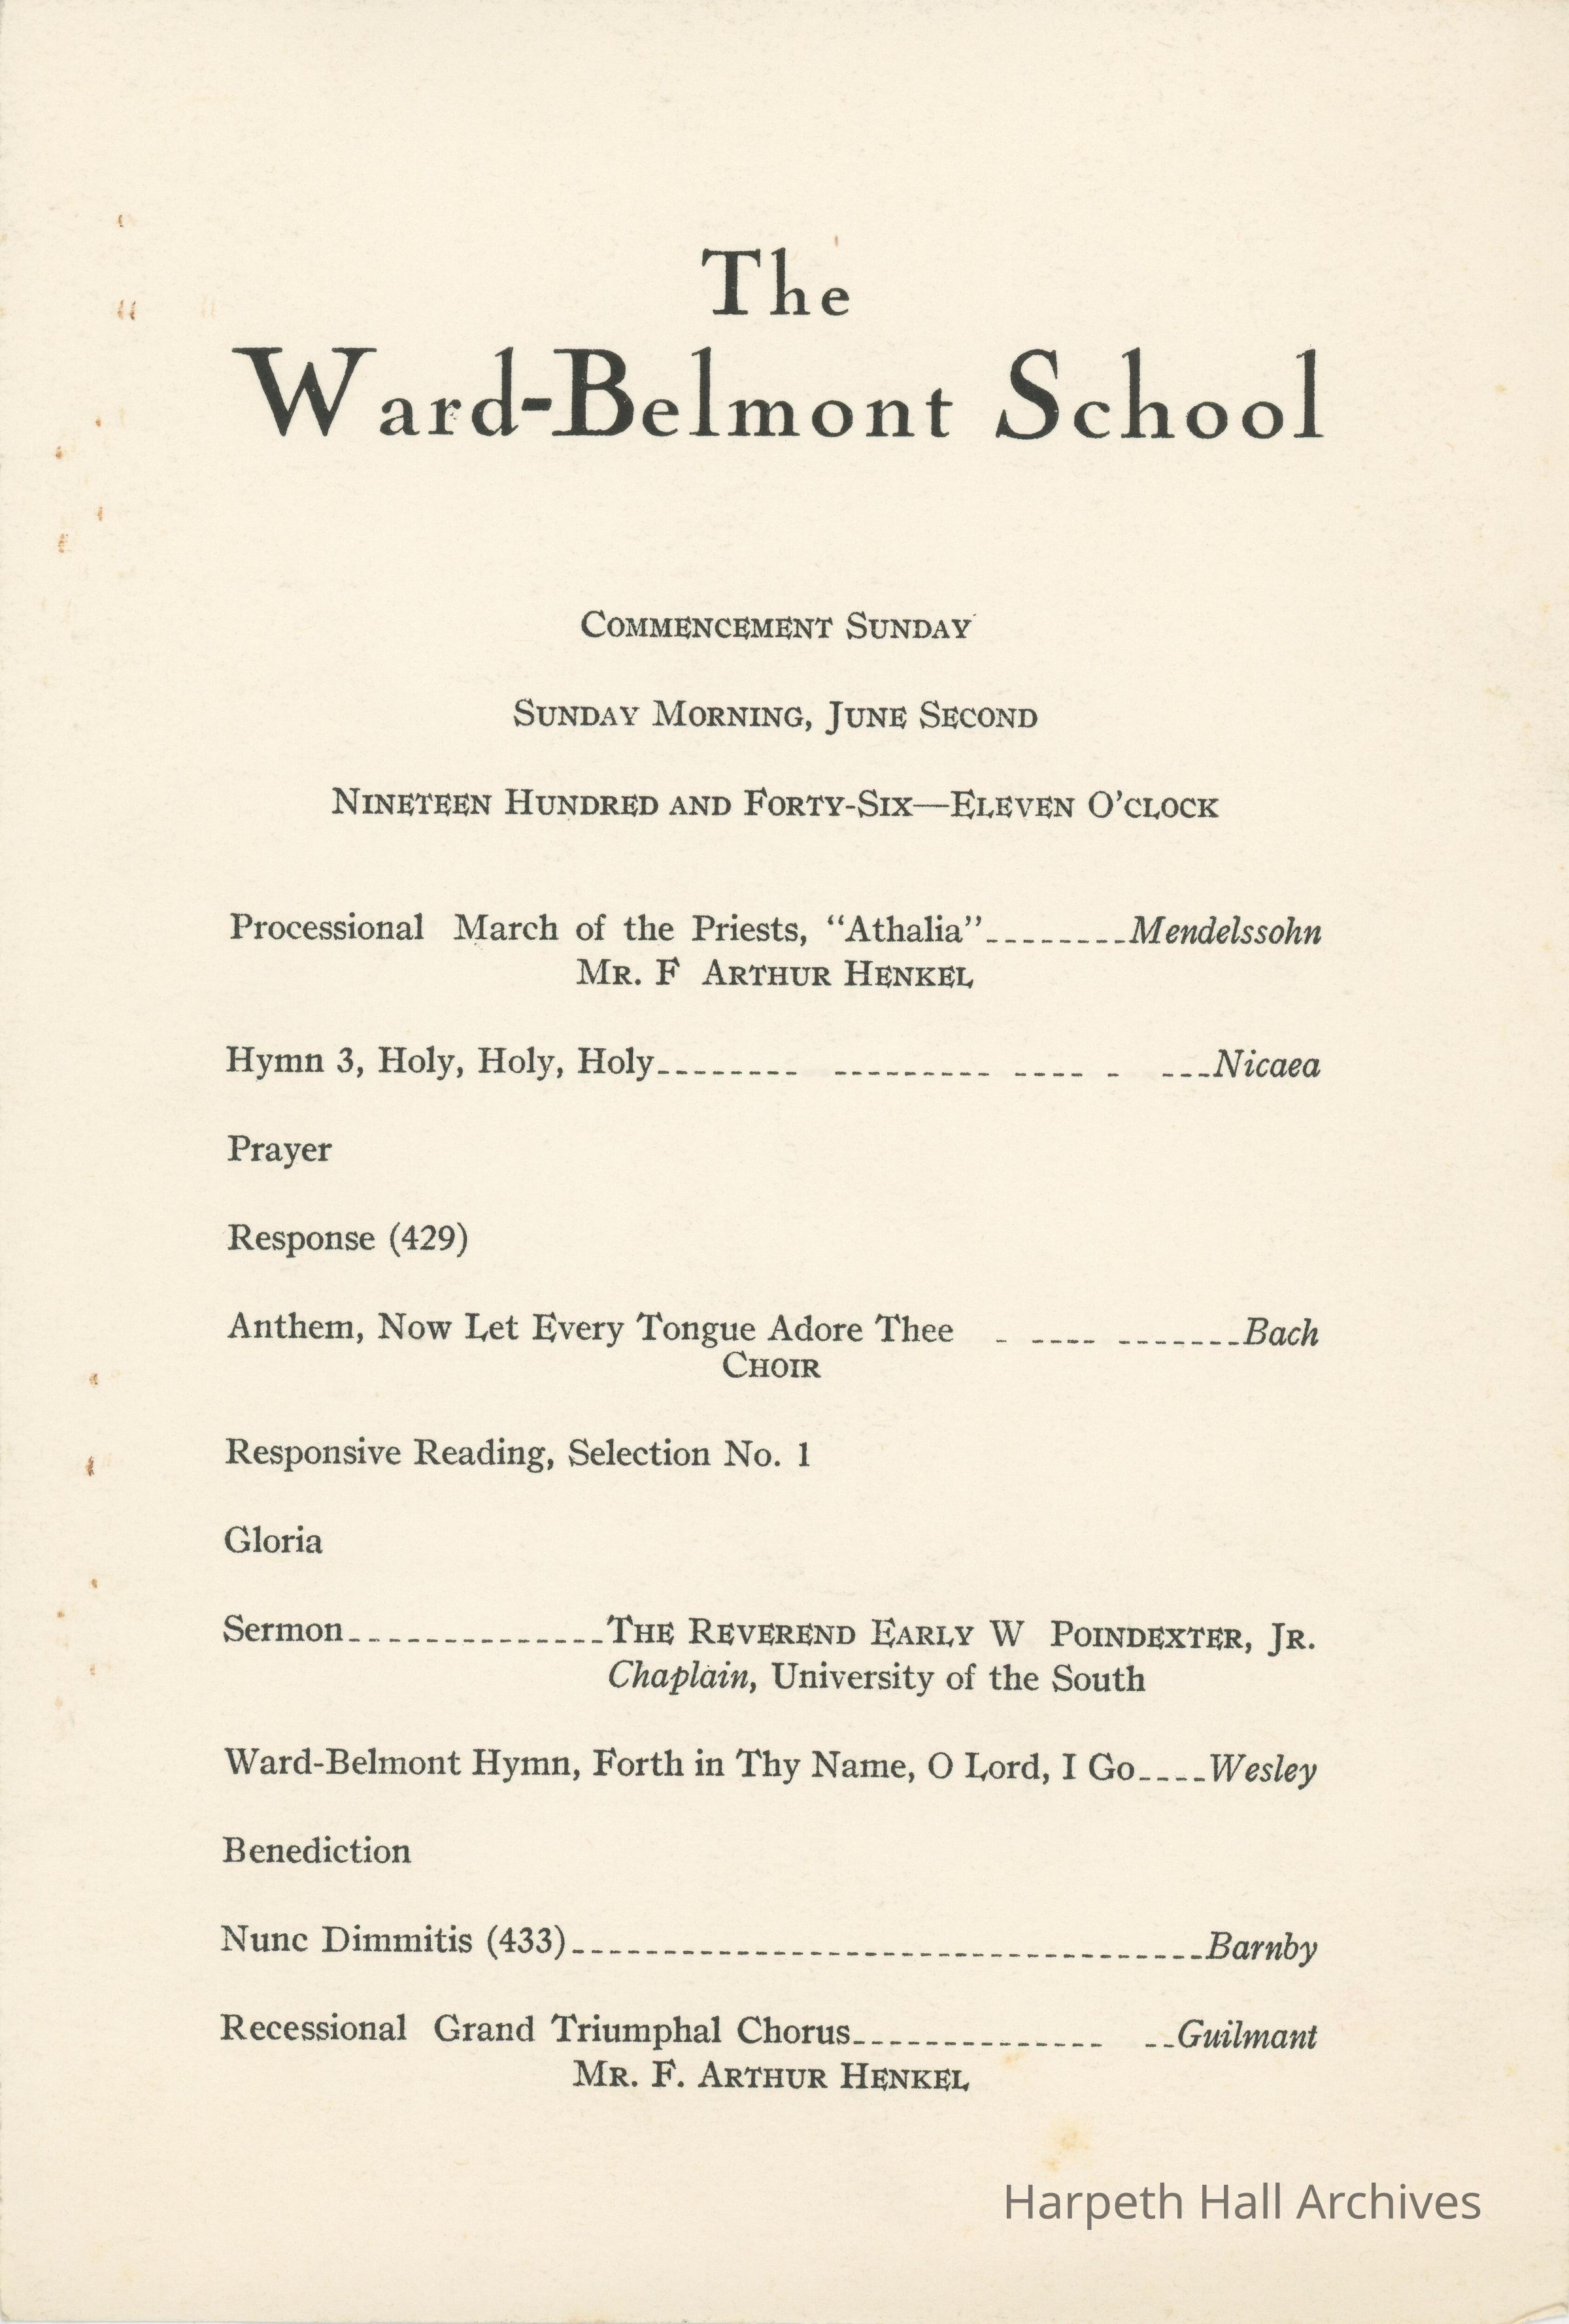 The
Ward-Belmont School
Commencement Sunday
Sunday Morning, June Second
Nineteen Hundred and Forty-Six—Eleven O’clock
Processional March of the Priests, “Athalia”--------Mendelssohn
Mr. F Arthur Henkel
Hymn 3, Holy, Holy, Holy-------- --------- ---- - ---Nicaea
Prayer
Response (429)
Anthem, Now Let Every Tongue Adore Thee - ---- -------Bach
Choir
Responsive Reading, Selection No. 1
Gloria
Sermon--------------The Reverend Early W Poindexter, Jr.
Chaplain, University of the South
Ward-Belmont Hymn, Forth in Thy Name, O Lord, I Go----Wesley
Benediction
Nunc Dimmitis (433)-----------------------------------Barnby
Recessional Grand Triumphal Chorus-------------- --Guilmant
Mr. F. Arthur Henkel
Harpeth Hall Archives